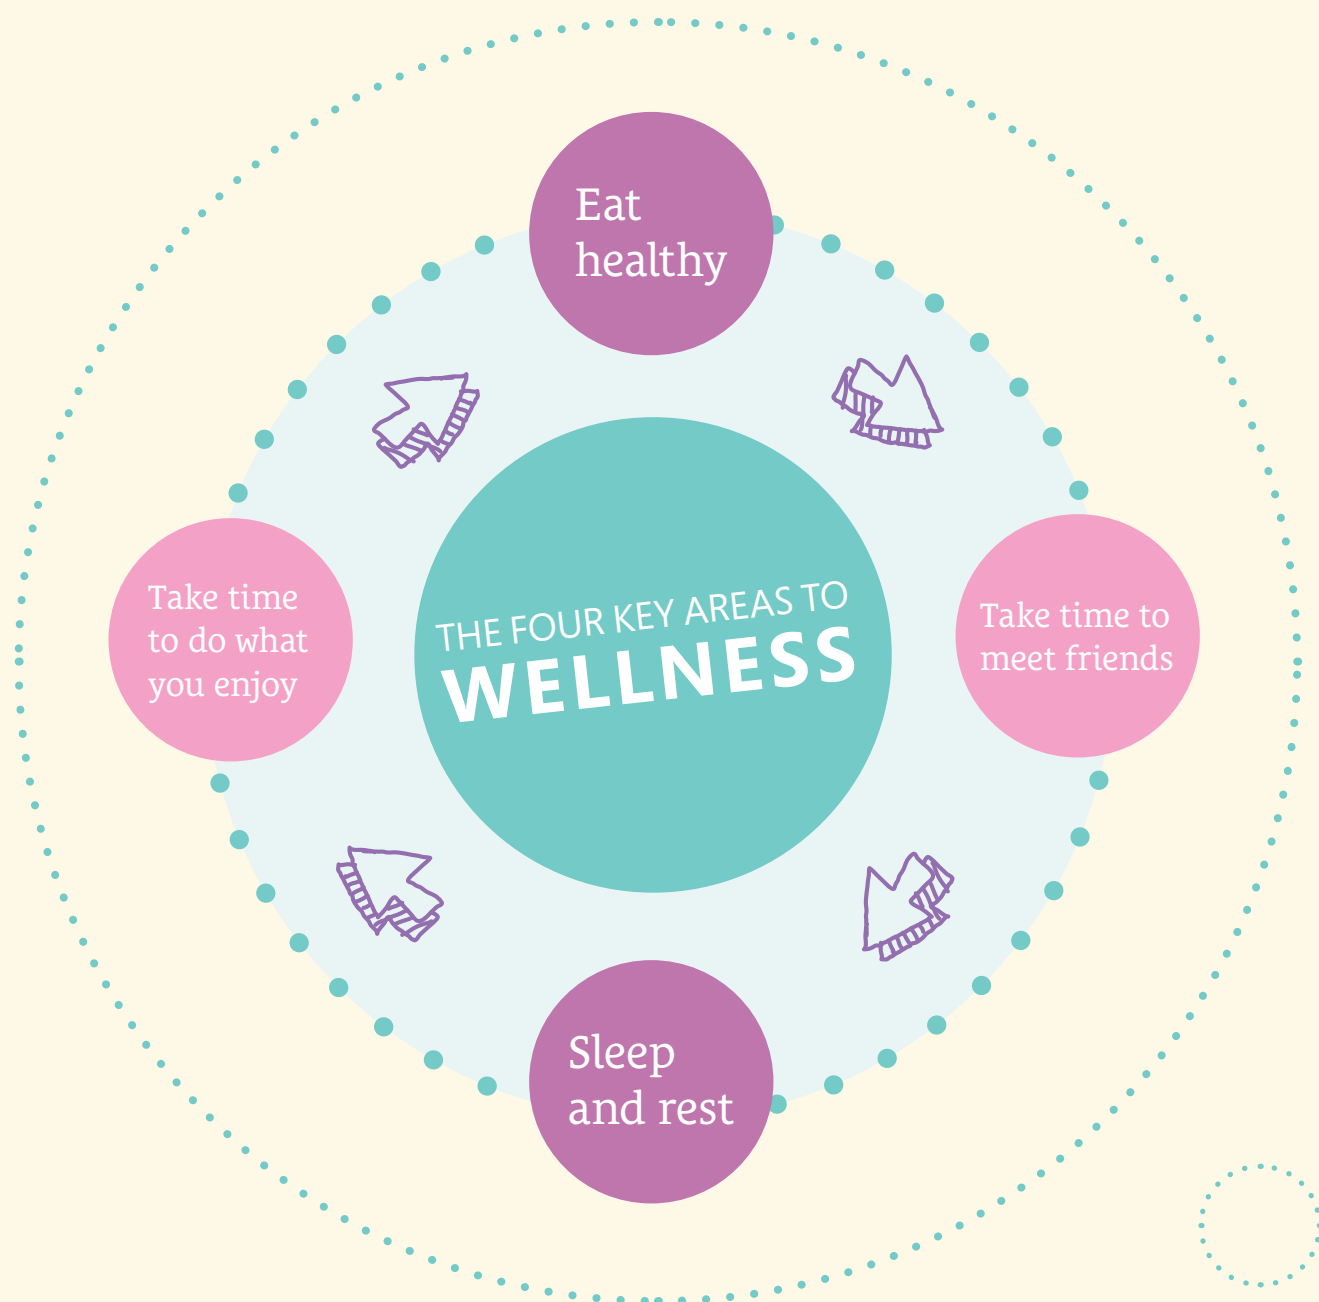 Eat
healthy
Take time
to do what
you enjoy
THE FOUR KEY AREAS TO
WELLNESS
Take time to
meet friends
Sleep
and rest